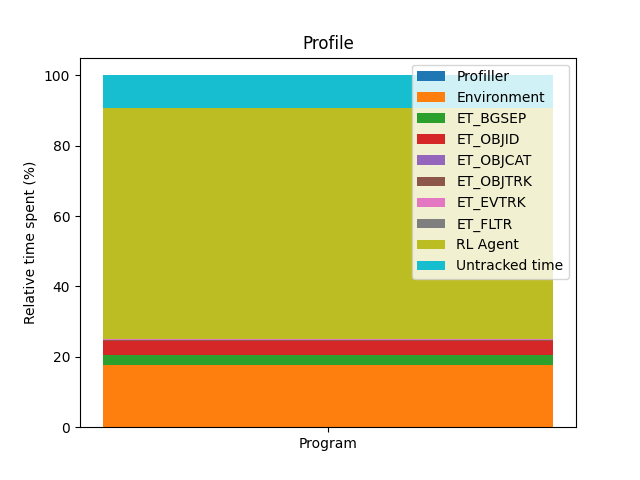 Profile
Relative time spent (%)
100
80
60
40
20
0
Program
Profiller
Environment
ET_BGSEP
ET_OBJID
ET_OBJCAT
ET_OBJTRK
ET_EVTRK
ET_FLTR
RL Agent
Untracked time